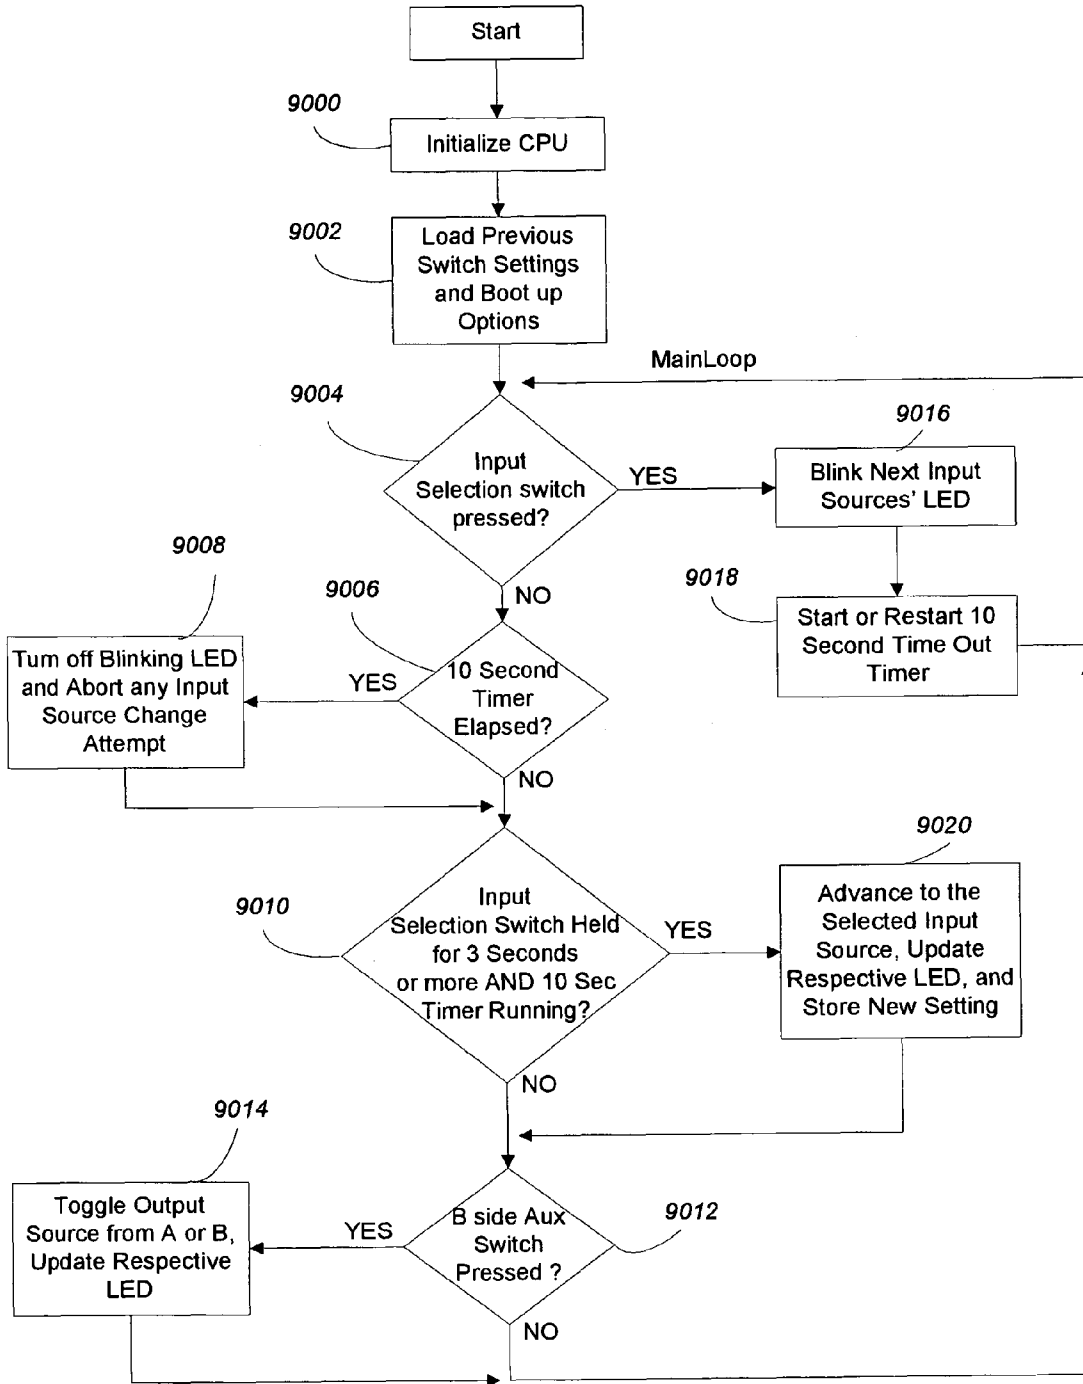 Start
9000
Initialize CPU
9002
Load Previous
Switch Settings
and Boot up
Options
MainLoop
9004
Input
Selection switch
pressed?
YES
9016
Blink Next Input
Sources' LED
9018
Start or Restart 10
Second Time Out
Timer
NO
9006
10 Second
Timer
Elapsed?
YES
9008
Turn off Blinking LED
and Abort any Input
Source Change
Attempt
NO
9010
Input
Selection Switch Held
for 3 Seconds
or more AND 10 Sec
Timer Running?
YES
9020
Advance to the
Selected Input
Source, Update
Respective LED, and
Store New Setting
NO
9012
B side Aux
Switch
Pressed ?
YES
9014
Toggle Output
Source from A or B,
Update Respective
LED
NO